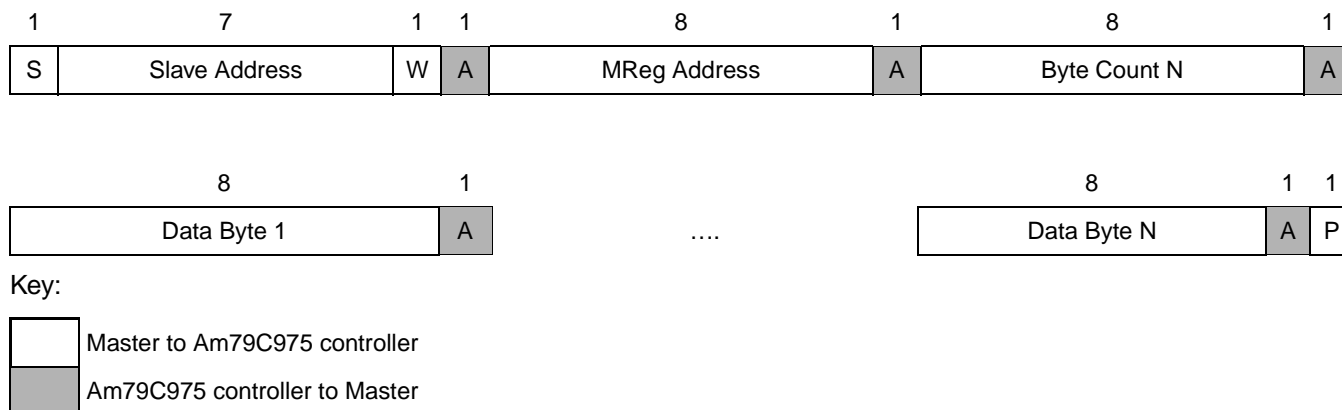 1 7 1 1 8 1 8 1
S Slave Address W A MReg Address A Byte Count N A
8 1 8 1 1
Data Byte 1 A .... Data Byte N A P
Key:
Master to Am79C975 controller
Am79C975 controller to Master